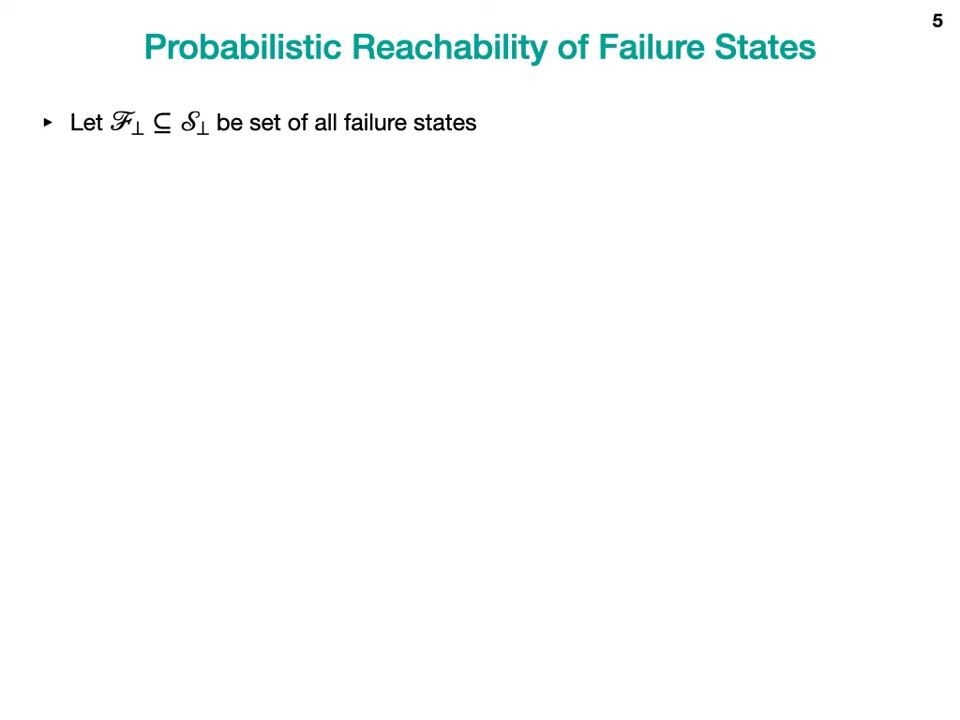 5
Probabilistic Reachability of Failure States
▸ Let ℱ⊥ ⊆ 𝒮⊥ be set of all failure states